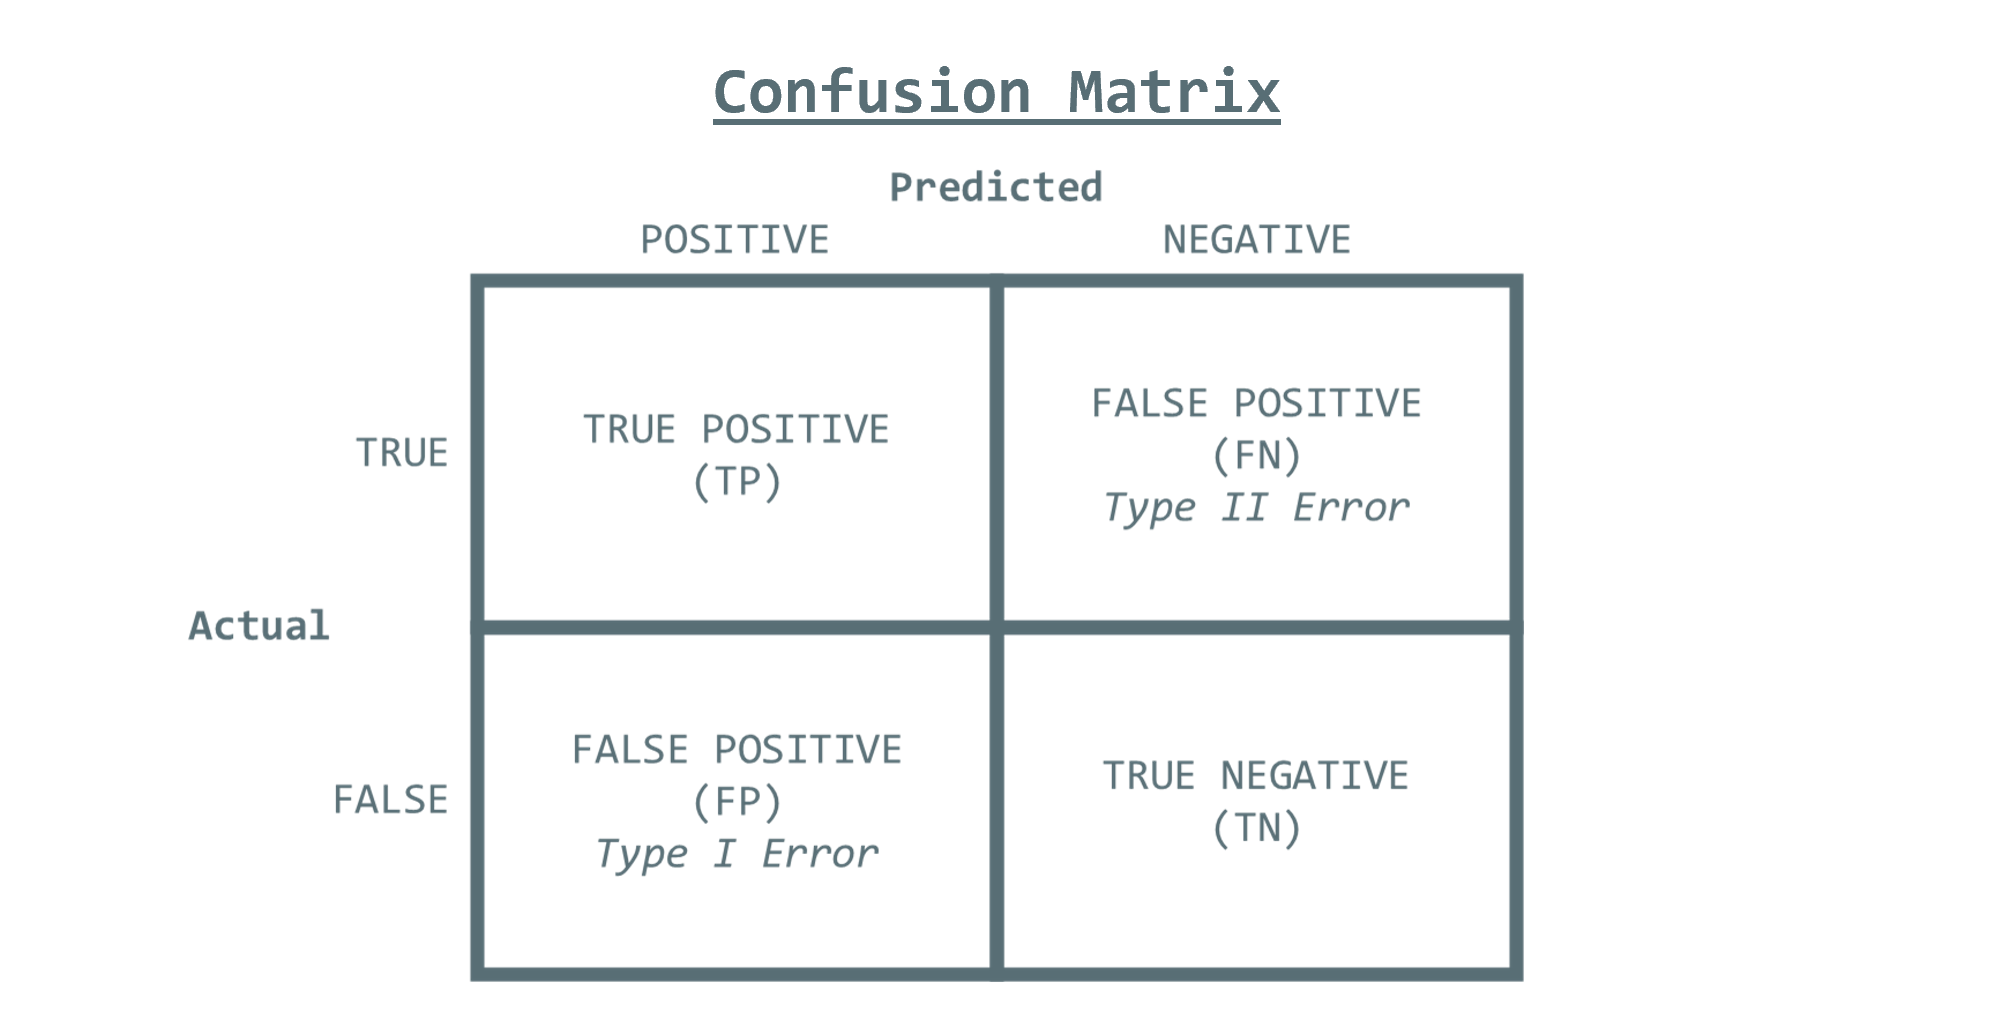 Confusion Matrix
Predicted
POSITIVE NEGATIVE
TRUE
TRUE POSITIVE
(TP)
FALSE POSITIVE
(FN)
Type II Error
Actual
FALSE
FALSE POSITIVE
(FP)
Type I Error
TRUE NEGATIVE
(TN)